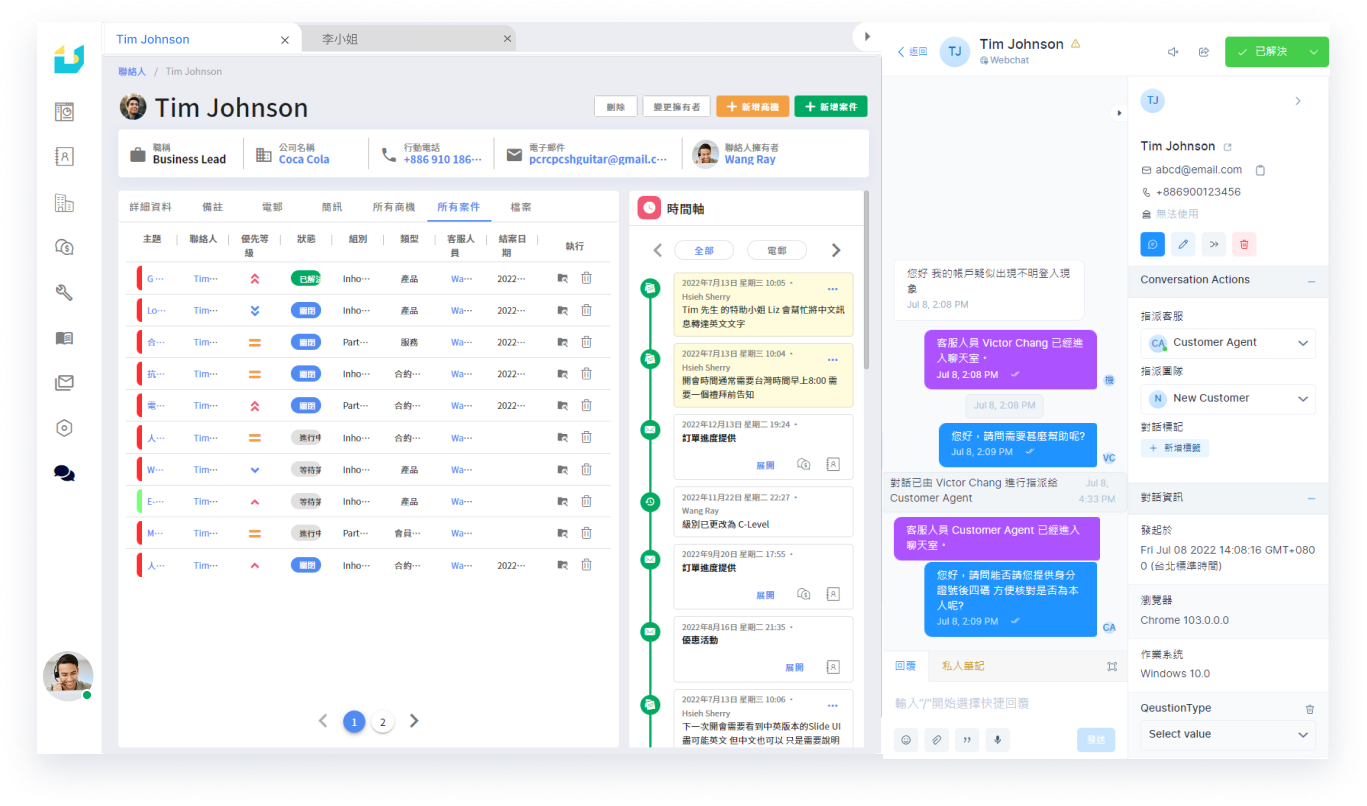 Tim Johnson
李小姐
聯絡人 / Tim Johnson
Tim Johnson
刪除
變更擁有者
+ 新增商機
+ 新增案件
職稱
Business Lead
公司名稱
Coca Cola
行動電話
+886 910 186…
電子郵件
pcrcpcshguitar@gmail.c…
聯絡人擁有者
Wang Ray
詳細資料 備註 電郵 簡訊 所有商機 所有案件 檔案
主題 聯絡人 優先等級 狀態 組別 類型 客服人員 結案日期 執行
G… Tim… 已解決 Inho… 產品 Wa… 2022…
Lo… Tim… 關閉 Inho… 產品 Wa… 2022…
合… Tim… 關閉 Part… 服務 Wa… 2022…
抗… Tim… 關閉 Inho… 合約… Wa… 2022…
電… Tim… 關閉 Part… 合約… Wa… 2022…
人… Tim… 進行中 Inho… 合約… Wa…
W… Tim… 等待第 Inho… 產品 Wa…
E-… Tim… 等待第 Inho… 產品 Wa…
M… Tim… 進行中 Part… 會員… Wa…
人… Tim… 關閉 Inho… 合約… Wa… 2022…
1 2
時間軸
全部 電郵
2022年7月13日 星期三 10:05 •
Hsieh Sherry
Tim 先生 的特助小姐 Liz 會幫忙將中文訊
息轉達英文文字
2022年7月13日 星期三 10:04 •
Hsieh Sherry
開會時間通常需要台灣時間早上8:00 需
要一個禮拜前告知
2022年12月13日 星期二 19:24 •
訂單進度提供
展開
2022年11月22日 星期二 22:27 •
Wang Ray
級別已更改為 C-Level
2022年9月20日 星期二 17:55 •
訂單進度提供
展開
2022年8月16日 星期二 21:35 •
優惠活動
展開
2022年7月13日 星期三 10:06 •
Hsieh Sherry
下一次開會需要看到中英版本的Slide UI
盡可能英文 但中文也可以 只是需要說明
返回
TJ
Tim Johnson
Webchat
已解決
您好 我的帳戶疑似出現不明登入現
象
Jul 8, 2:08 PM
客服人員 Victor Chang 已經進
入聊天室。
Jul 8, 2:08 PM
機
Jul 8, 2:08 PM
您好，請問需要甚麼幫助呢?
Jul 8, 2:09 PM
VC
對話已由 Victor Chang 進行指派給
Customer Agent
Jul 8,
4:33 PM
客服人員 Customer Agent 已經進入
聊天室。
您好，請問能否請您提供身分
證號後四碼 方便核對是否為本
人呢?
Jul 8, 2:09 PM
CA
回覆
私人筆記
輸入"/"開始選擇快捷回覆
發送
TJ
Tim Johnson
abcd@email.com
+886900123456
無法使用
Conversation Actions
指派客服
CA Customer Agent
指派團隊
N New Customer
對話標記
+ 新增標籤
對話資訊
發起於
Fri Jul 08 2022 14:08:16 GMT+080
0 (台北標準時間)
瀏覽器
Chrome 103.0.0.0
作業系統
Windows 10.0
QeustionType
Select value